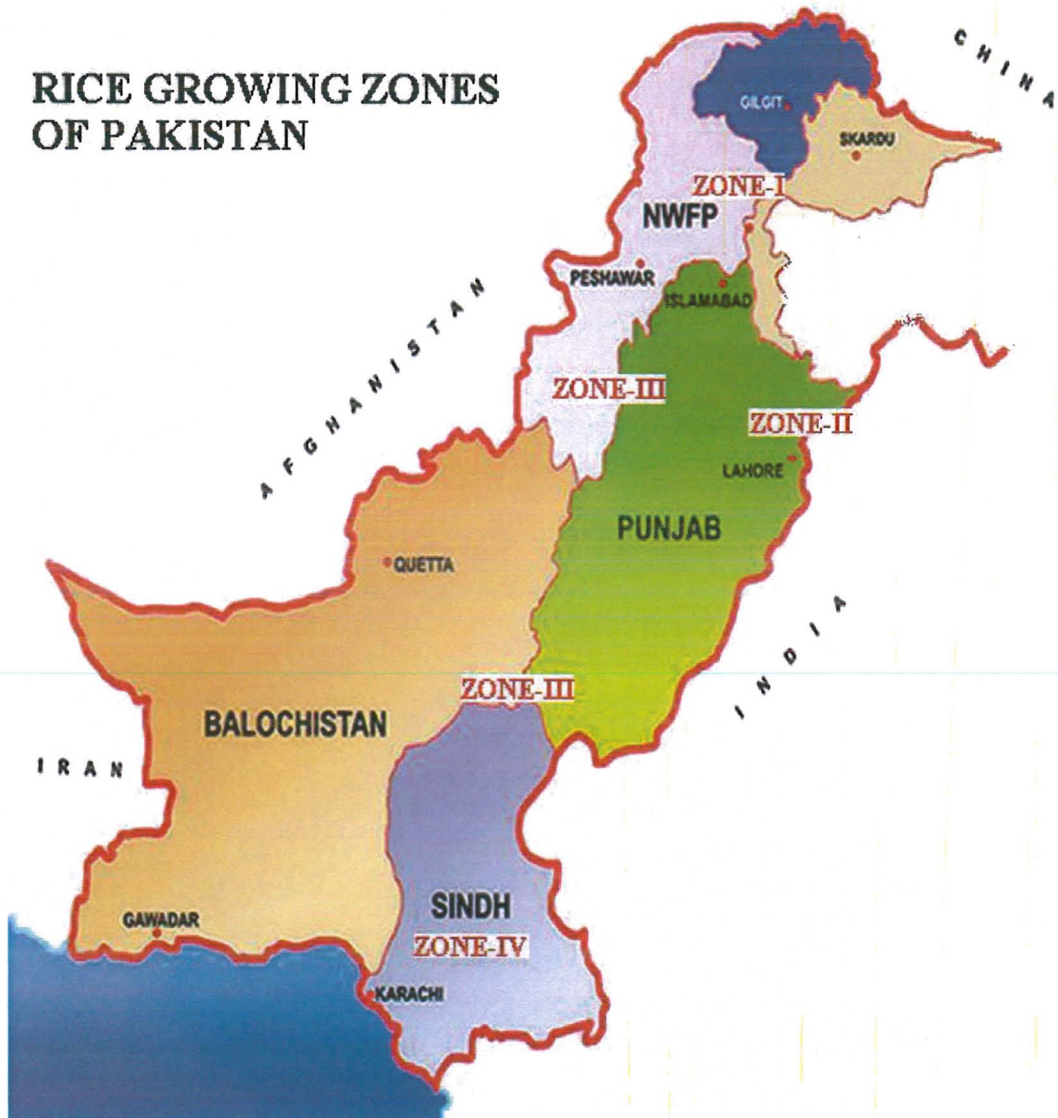 RICE GROWING ZONES
OF PAKISTAN
CHINA
GILGIT
SKARDU
ZONE-I
NWFP
PESHAWAR
ISLAMABAD
AFGHANISTAN
ZONE-III
ZONE-II
LAHORE
PUNJAB
QUETTA
INDIA
ZONE-III
BALOCHISTAN
IRAN
SINDH
GAWADAR
ZONE-IV
KARACHI